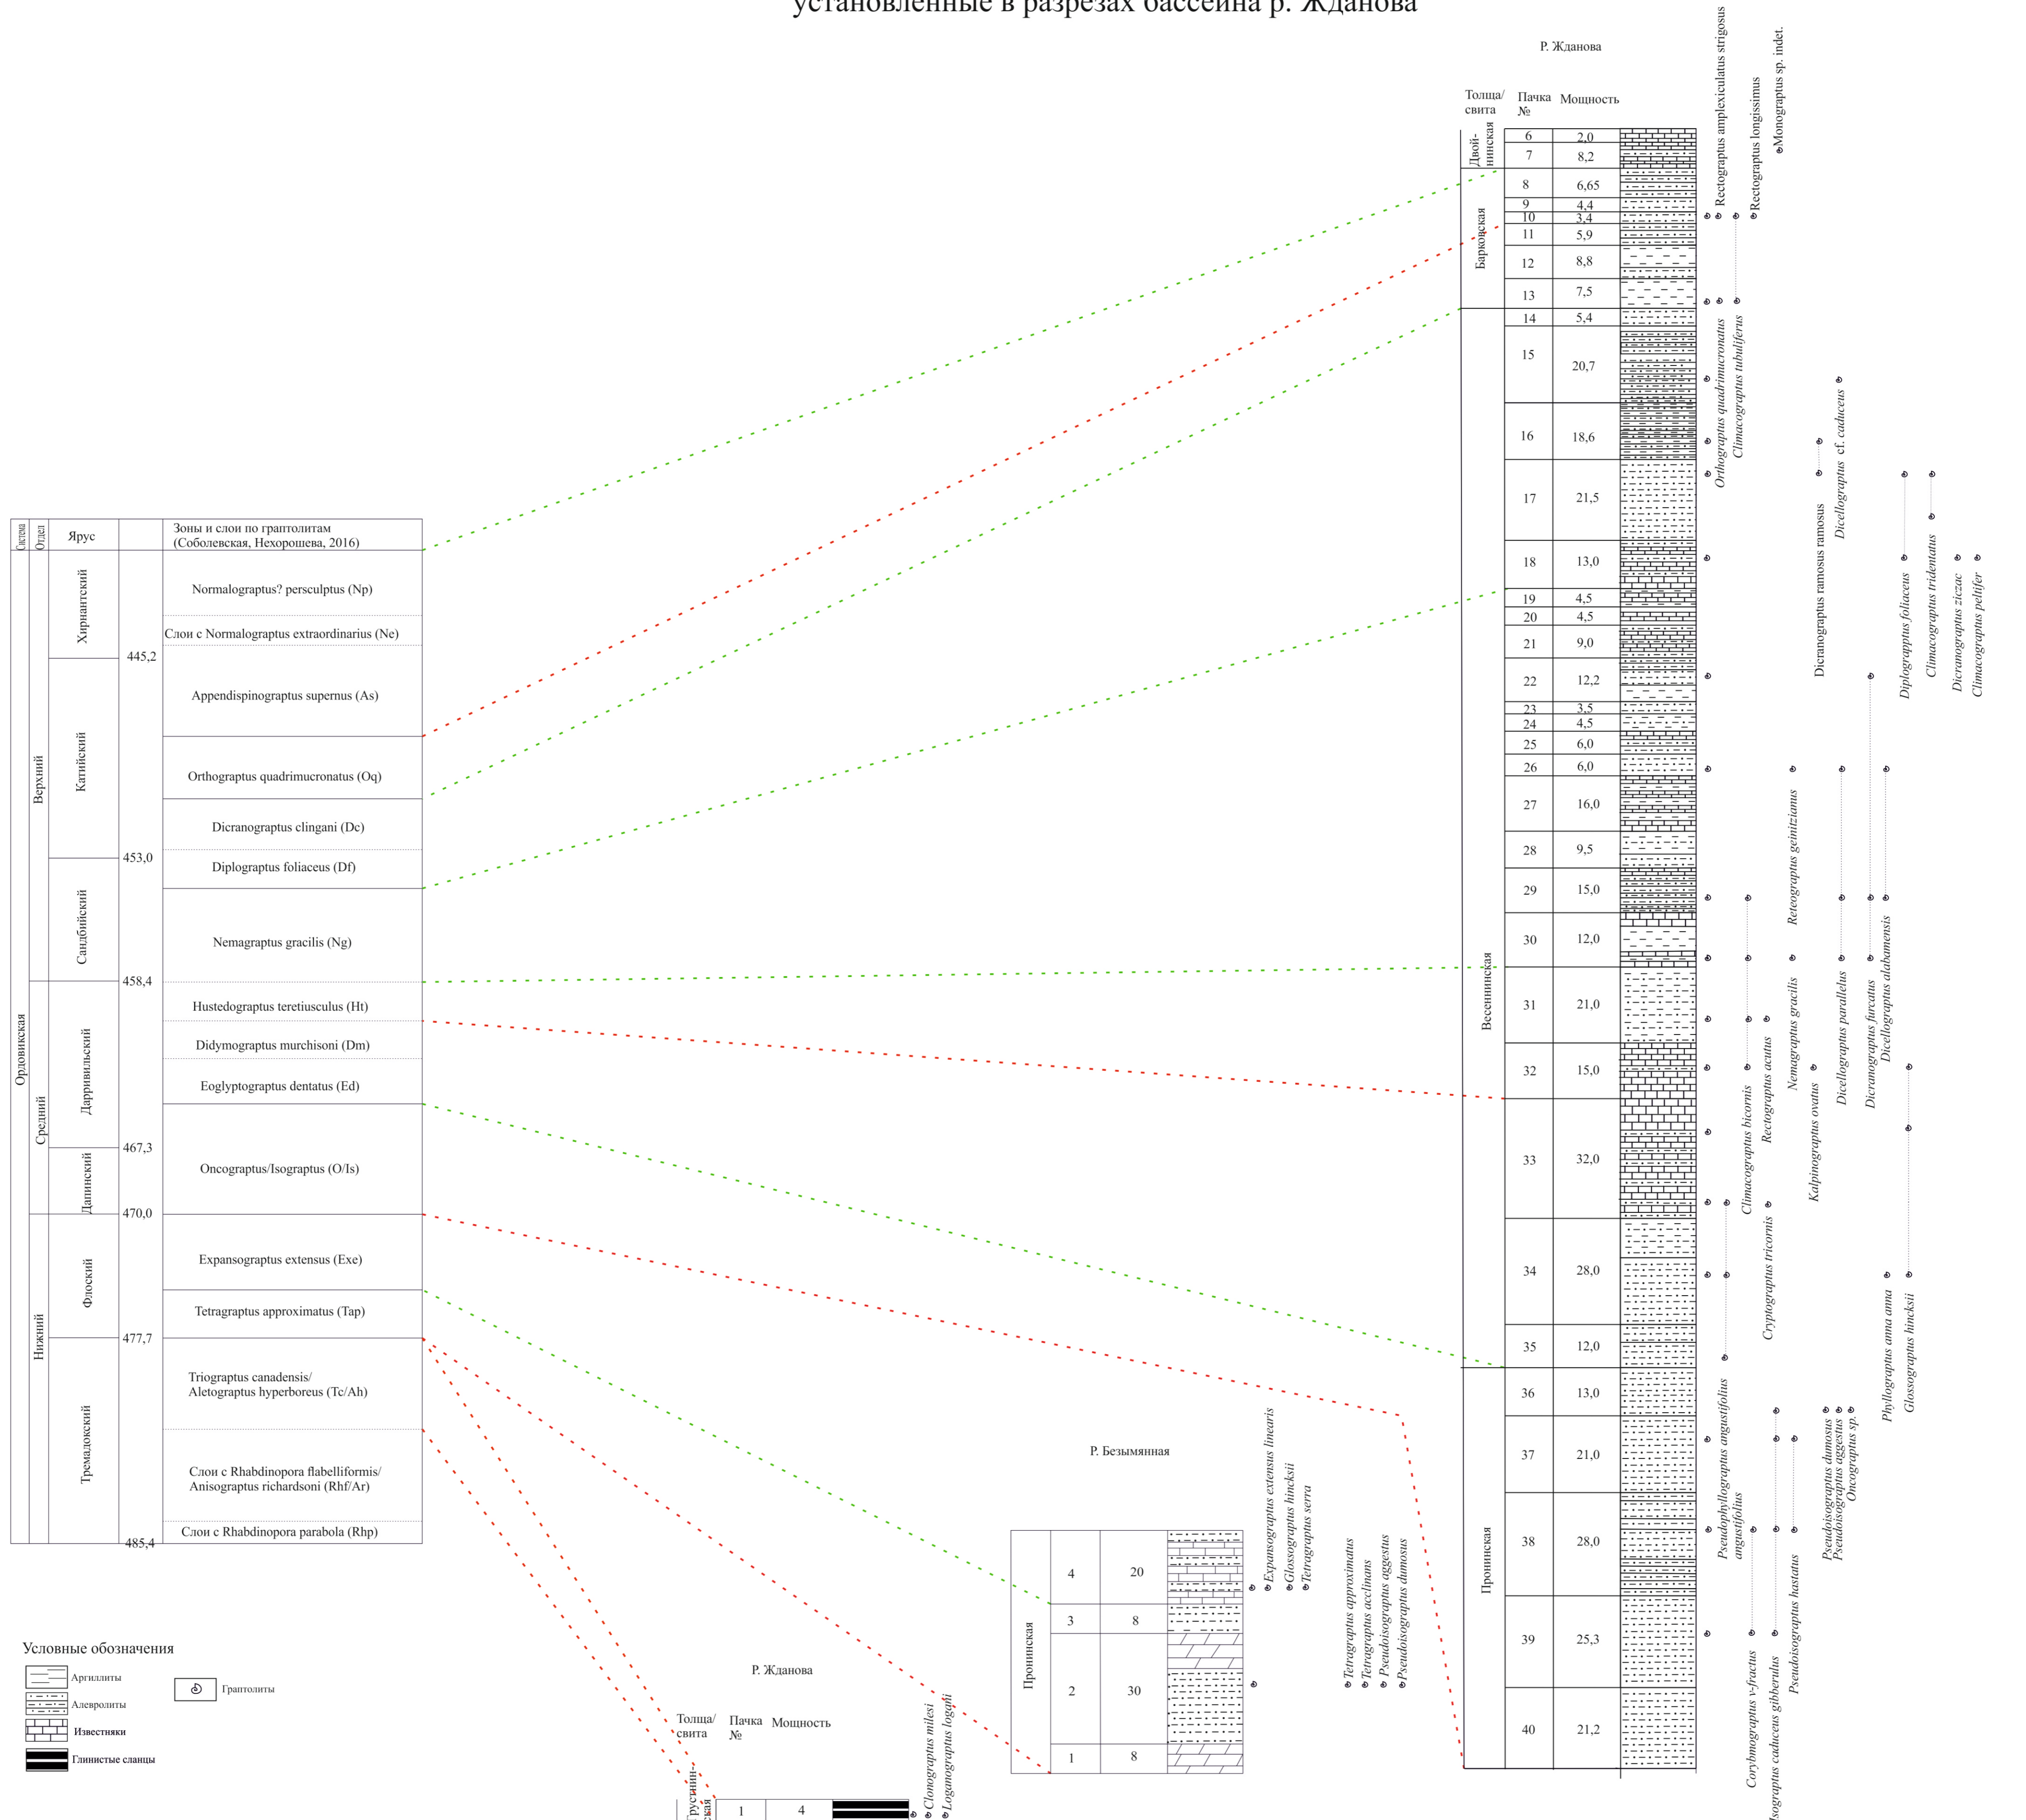 установленные в разрезах бассейна р. Жданова
Система
Отдел
Ярус
Зоны и слои по граптолитам
(Соболевская, Нехорошева, 2016)
Ордовикская
Верхний
Средний
Нижний
Хирнантский
Катийский
Сандбийский
Дарривильский
Дапинский
Флоский
Тремадокский
445,2
453,0
458,4
467,3
470,0
477,7
485,4
Normalograptus? persculptus (Np)
Слои с Normalograptus extraordinarius (Ne)
Appendispinograptus supernus (As)
Orthograptus quadrimucronatus (Oq)
Dicranograptus clingani (Dc)
Diplograptus foliaceus (Df)
Nemagraptus gracilis (Ng)
Hustedograptus teretiusculus (Ht)
Didymograptus murchisoni (Dm)
Eoglyptograptus dentatus (Ed)
Oncograptus/Isograptus (O/Is)
Expansograptus extensus (Exe)
Tetragraptus approximatus (Tap)
Triograptus canadensis/
Aletograptus hyperboreus (Tc/Ah)
Слои с Rhabdinopora flabelliformis/
Anisograptus richardsoni (Rhf/Ar)
Слои с Rhabdinopora parabola (Rhp)
Условные обозначения
Аргиллиты
Алевролиты
Известняки
Глинистые сланцы
Граптолиты
Р. Жданова
Толща/
свита
Пачка
№
Мощность
1 4
Clonograptus milesi
Loganograptus logani
Р. Безымянная
Пронинская
4 20
3 8
2 30
1 8
Expansograptus extensus linearis
Glossograptus hincksii
Tetragraptus serra
Tetragraptus approximatus
Tetragraptus acclinans
Pseudoisograptus aggestus
Pseudoisograptus dumosus
Р. Жданова
Толща/
свита
Пачка
№
Мощность
Двой-
нинская
Барковская
Весеннинская
Пронинская
6 2,0
7 8,2
8 6,65
9 4,4
10 3,4
11 5,9
12 8,8
13 7,5
14 5,4
15 20,7
16 18,6
17 21,5
18 13,0
19 4,5
20 4,5
21 9,0
22 12,2
23 3,5
24 4,5
25 6,0
26 6,0
27 16,0
28 9,5
29 15,0
30 12,0
31 21,0
32 15,0
33 32,0
34 28,0
35 12,0
36 13,0
37 21,0
38 28,0
39 25,3
40 21,2
Rectograptus amplexiculatus strigosus
Rectograptus longissimus
Monograptus sp. indet.
Orthograptus quadrimucronatus
Climacograptus tubuliferus
Dicellograptus cf. caduceus
Dicranograptus ramosus ramosus
Diplograpptus foliaceus
Climacograptus tridentatus
Dicranograptus ziczac
Climacograptus peltifer
Reteograptus geinitzianus
Nemagraptus gracilis
Dicellograptus parallelus
Dicranograptus furcatus
Dicellograptus alabamensis
Climacograptus bicornis
Rectograptus acutus
Kalpinograptus ovatus
Cryptograptus tricornis
Phyllograptus anna anna
Glossograptus hincksii
Pseudophyllograptus angustifolius
angustifolius
Pseudoisograptus dumosus
Pseudoisograptus aggestus
Oncograptus sp.
Pseudoisograptus hastatus
Corybmograptus v-fractus
Isograptus caduceus gibberulus